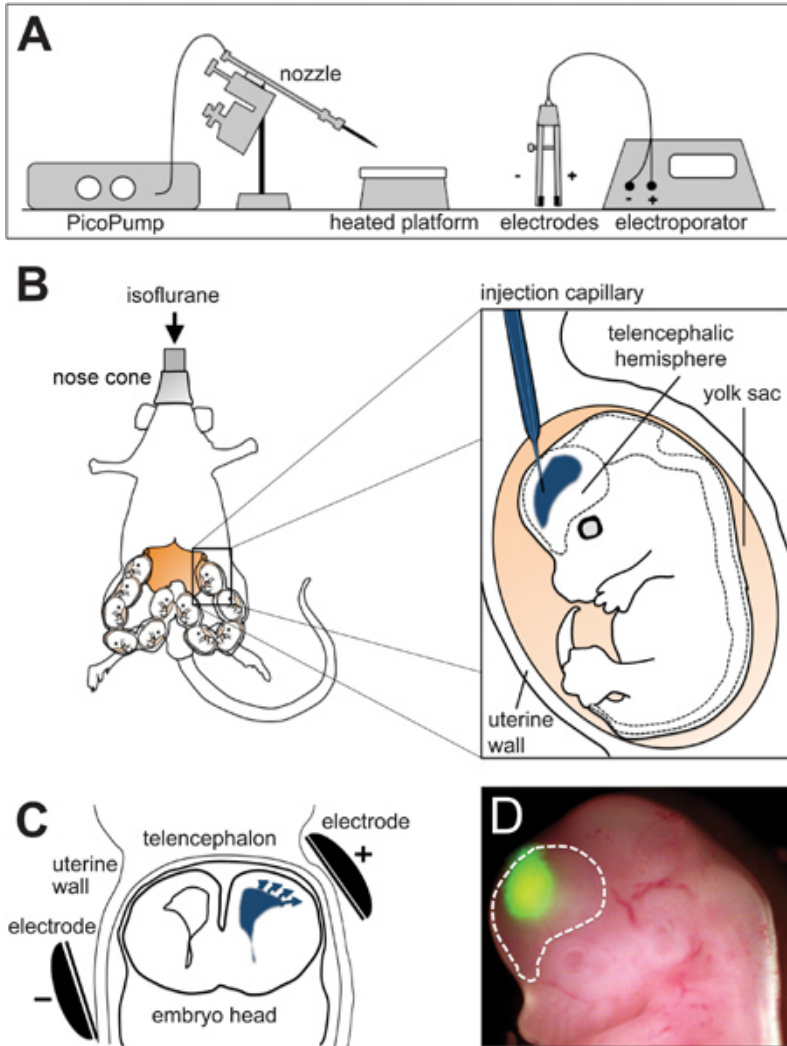 A
nozzle
-
+
- +
PicoPump
heated platform
electrodes
electroporator
B
isoflurane
nose cone
injection capillary
telencephalic
hemisphere
yolk sac
uterine
wall
C
telencephalon
electrode
+
uterine
wall
electrode
-
embryo head
D